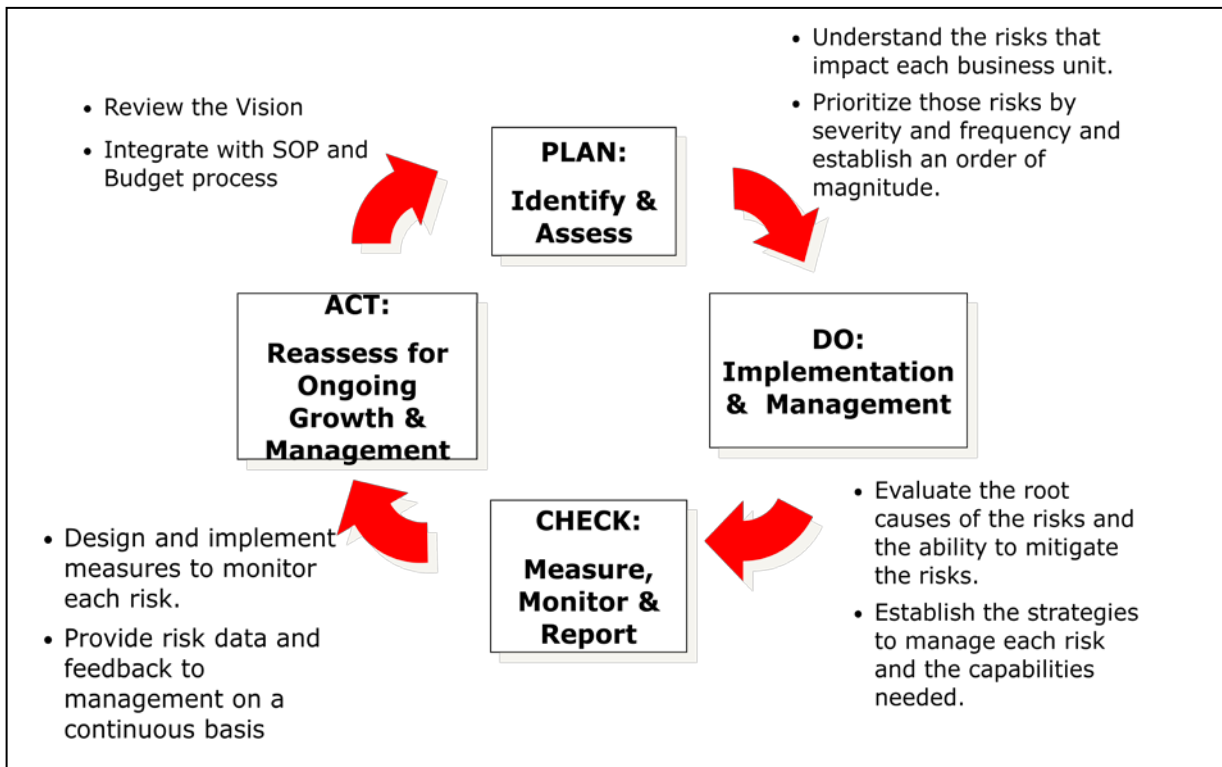 • Review the Vision
• Integrate with SOP and
Budget process
PLAN:
Identify &
Assess
• Understand the risks that
impact each business unit.
• Prioritize those risks by
severity and frequency and
establish an order of
magnitude.
ACT:
Reassess for
Ongoing
Growth &
Management
DO:
Implementation
& Management
• Design and implement
measures to monitor
each risk.
• Provide risk data and
feedback to
management on a
continuous basis
CHECK:
Measure,
Monitor &
Report
• Evaluate the root
causes of the risks and
the ability to mitigate
the risks.
• Establish the strategies
to manage each risk
and the capabilities
needed.